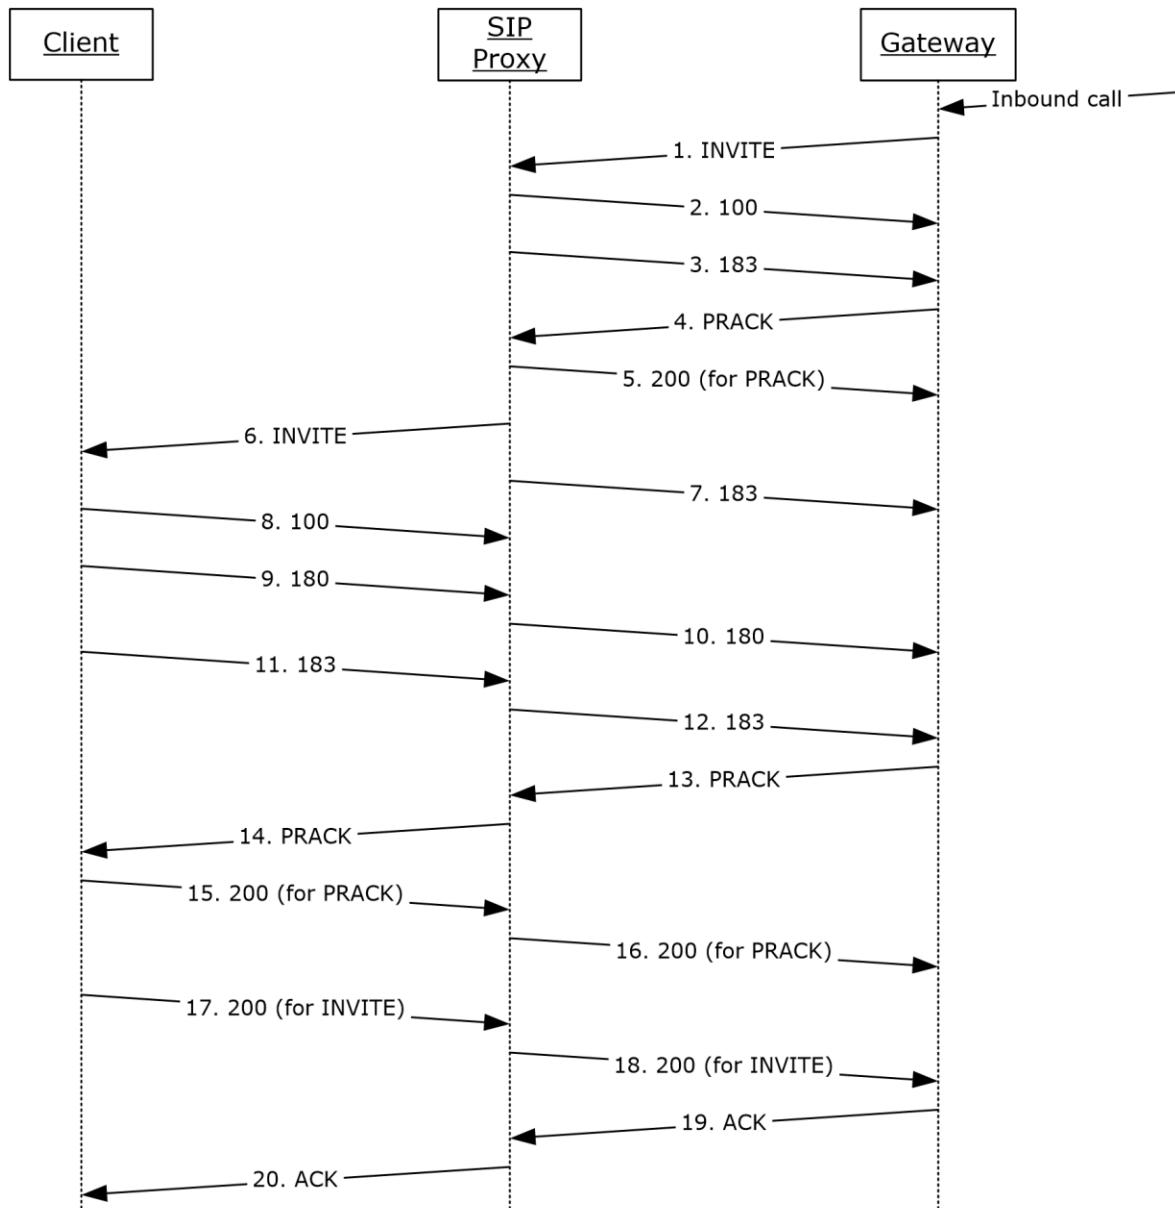 Client
SIP
Proxy
Gateway
Inbound call
1. INVITE
2. 100
3. 183
4. PRACK
5. 200 (for PRACK)
6. INVITE
7. 183
8. 100
9. 180
10. 180
11. 183
12. 183
13. PRACK
14. PRACK
15. 200 (for PRACK)
16. 200 (for PRACK)
17. 200 (for INVITE)
18. 200 (for INVITE)
19. ACK
20. ACK